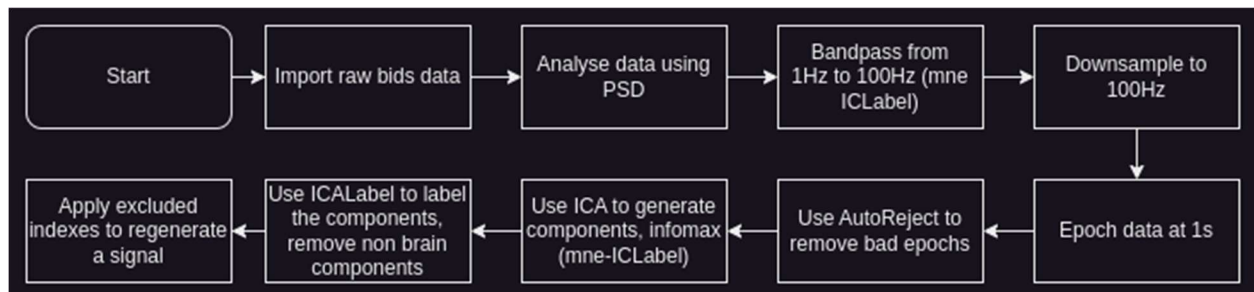 Start
Import raw bids data
Analyse data using
PSD
Bandpass from
1Hz to 100Hz (mne
ICLabel)
Downsample to
100Hz
Epoch data at 1s
Use AutoReject to
remove bad epochs
Use ICA to generate
components, infomax
(mne-ICLabel)
Use ICALabel to label
the components,
remove non brain
components
Apply excluded
indexes to regenerate
a signal